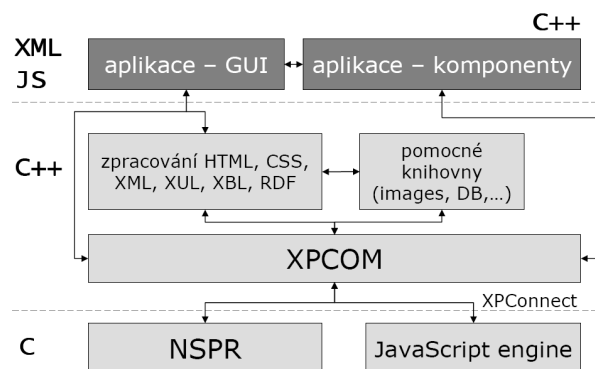 C++
XML
JS
aplikace – GUI
aplikace – komponenty
C++
zpracování HTML, CSS,
XML, XUL, XBL, RDF
pomocné
knihovny
(images, DB,...)
XPCOM
XPConnect
C
NSPR
JavaScript engine